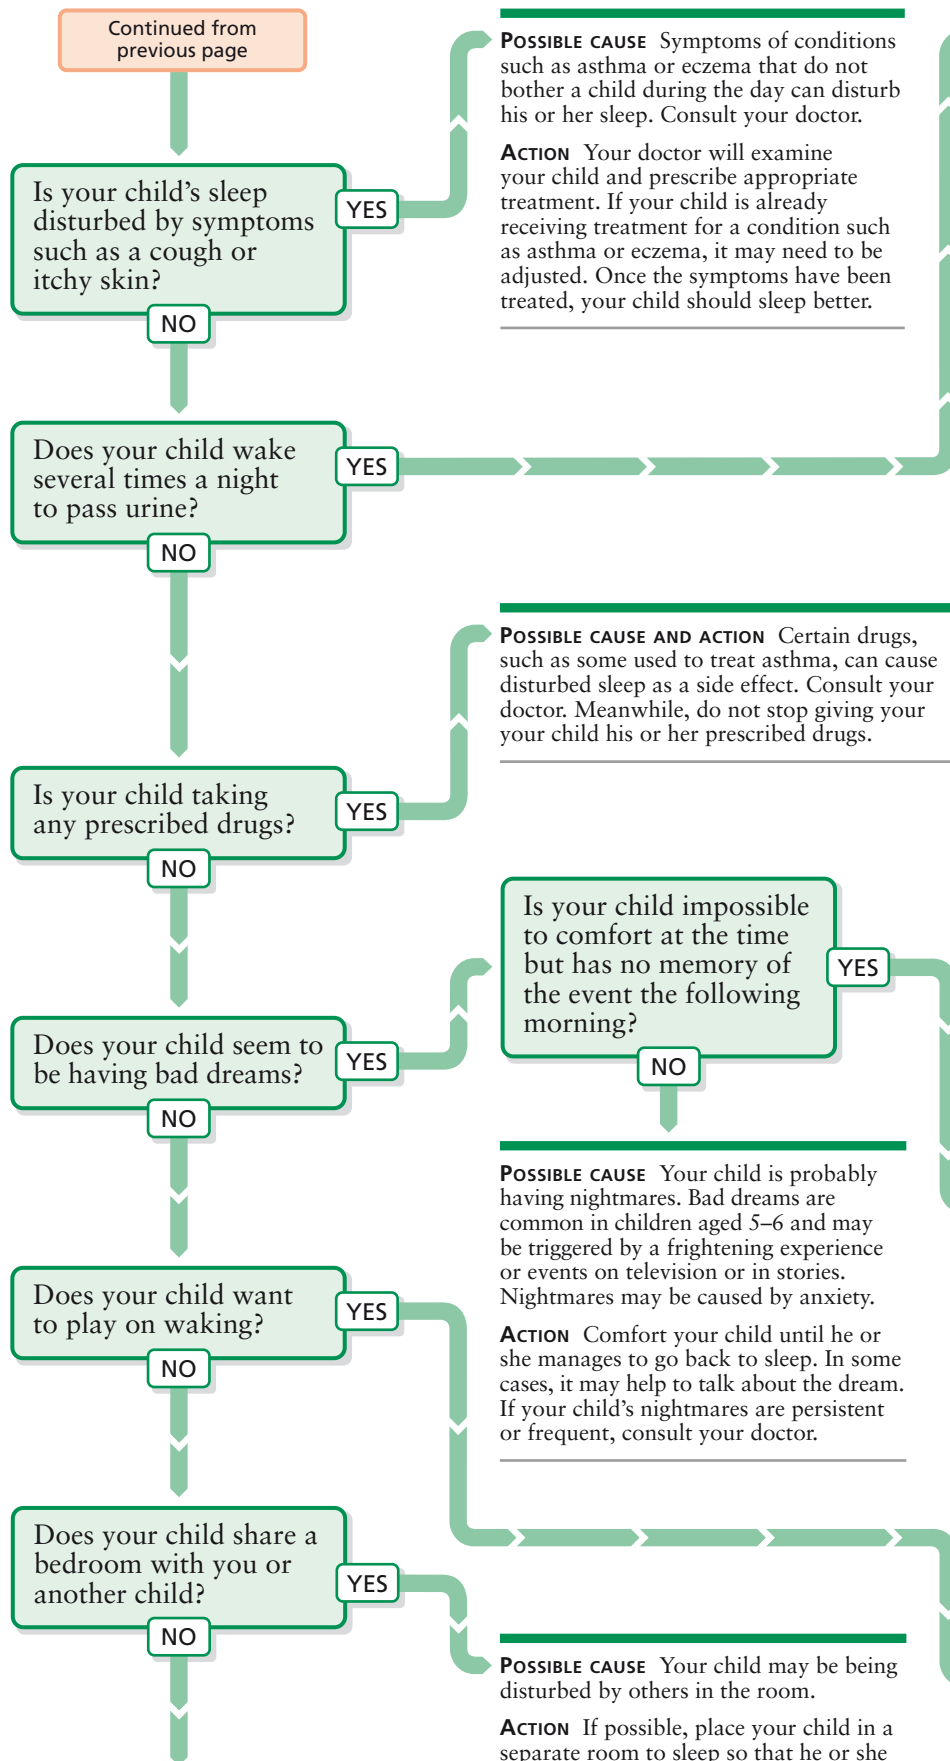 Continued from
previous page
Is your child's sleep
disturbed by symptoms
such as a cough or
itchy skin?
YES
NO
POSSIBLE CAUSE Symptoms of conditions
such as asthma or eczema that do not
bother a child during the day can disturb
his or her sleep. Consult your doctor.
ACTION Your doctor will examine
your child and prescribe appropriate
treatment. If your child is already
receiving treatment for a condition such
as asthma or eczema, it may need to be
adjusted. Once the symptoms have been
treated, your child should sleep better.
Does your child wake
several times a night
to pass urine?
YES
NO
POSSIBLE CAUSE AND ACTION Certain drugs,
such as some used to treat asthma, can cause
disturbed sleep as a side effect. Consult your
doctor. Meanwhile, do not stop giving your
your child his or her prescribed drugs.
Is your child taking
any prescribed drugs?
YES
NO
Is your child impossible
to comfort at the time
but has no memory of
the event the following
morning?
YES
NO
Does your child seem to
be having bad dreams?
YES
NO
POSSIBLE CAUSE Your child is probably
having nightmares. Bad dreams are
common in children aged 5–6 and may
be triggered by a frightening experience
or events on television or in stories.
Nightmares may be caused by anxiety.
ACTION Comfort your child until he or
she manages to go back to sleep. In some
cases, it may help to talk about the dream.
If your child's nightmares are persistent
or frequent, consult your doctor.
Does your child want
to play on waking?
YES
NO
Does your child share a
bedroom with you or
another child?
YES
NO
POSSIBLE CAUSE Your child may be being
disturbed by others in the room.
ACTION If possible, place your child in a
separate room to sleep so that he or she